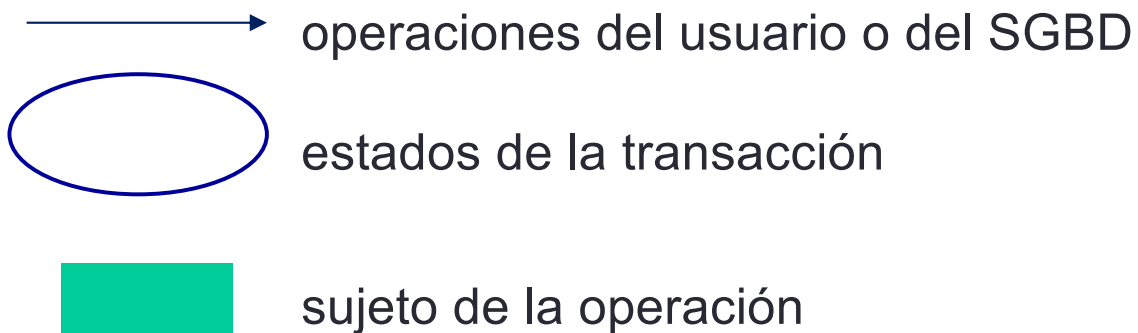 operaciones del usuario o del SGBD
estados de la transacción
sujeto de la operación